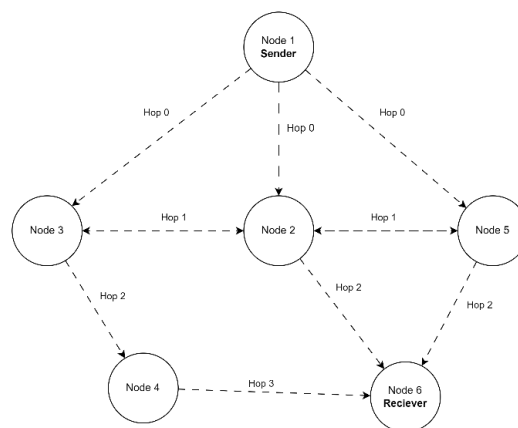 Node 1
Sender
Hop 0
Hop 0
Hop 0
Node 3
Hop 1
Node 2
Hop 1
Node 5
Hop 2
Hop 2
Hop 2
Node 4
Hop 3
Node 6
Reciever